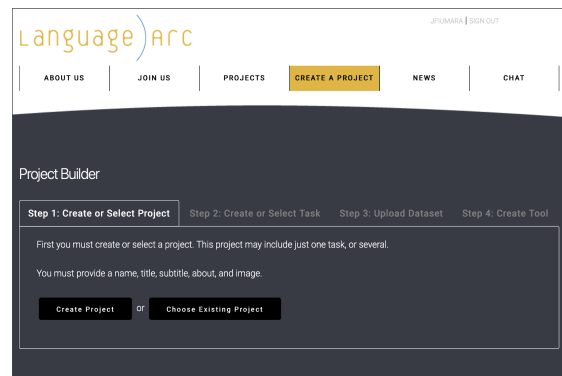 JFIUMARA | SIGN OUT
Language)Arc
ABOUT US
JOIN US
PROJECTS
CREATE A PROJECT
NEWS
CHAT
Project Builder
Step 1: Create or Select Project
Step 2: Create or Select Task
Step 3: Upload Dataset
Step 4: Create Tool
First you must create or select a project. This project may include just one task, or several.
You must provide a name, title, subtitle, about, and image.
Create Project or Choose Existing Project